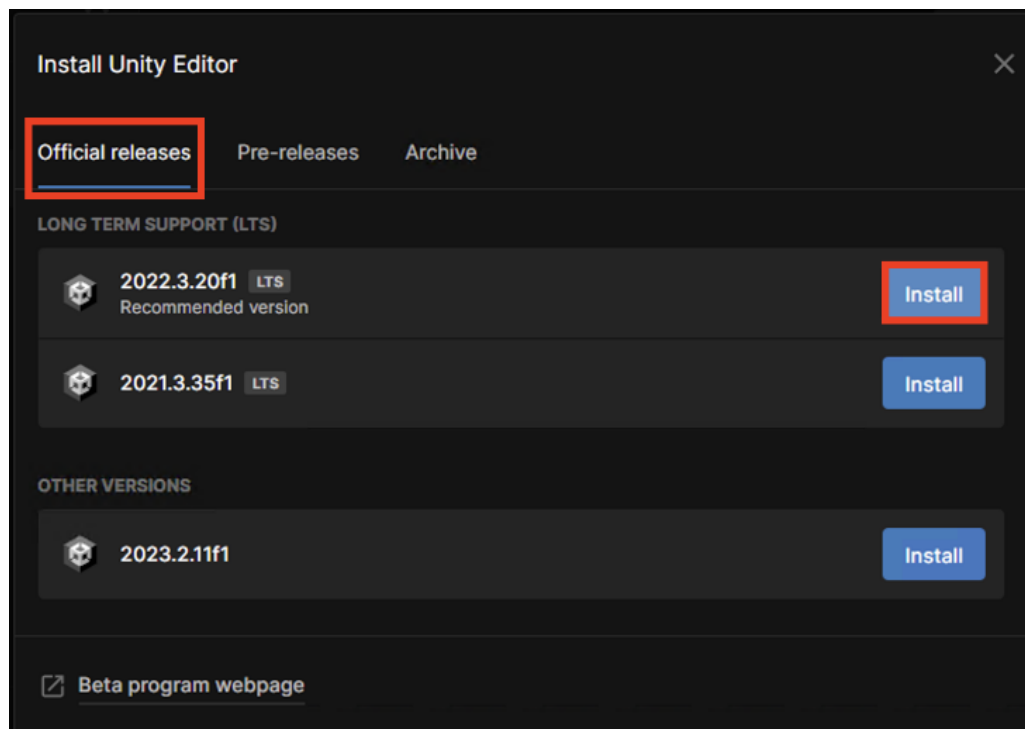 Install Unity Editor
Official releases Pre-releases Archive
LONG TERM SUPPORT (LTS)
2022.3.20f1 LTS
Recommended version
Install
2021.3.35f1 LTS
Install
OTHER VERSIONS
2023.2.11f1
Install
Beta program webpage